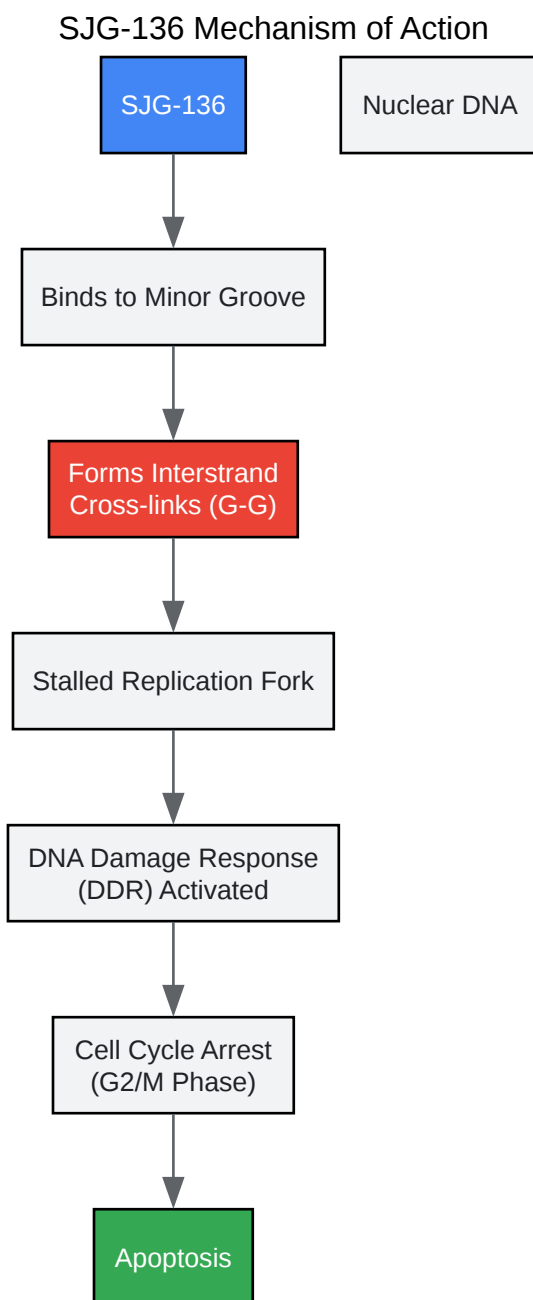 SJG-136 Mechanism of Action
SJG-136
Nuclear DNA
Binds to Minor Groove
Forms Interstrand
Cross-links (G-G)
Stalled Replication Fork
DNA Damage Response
(DDR) Activated
Cell Cycle Arrest
(G2/M Phase)
Apoptosis